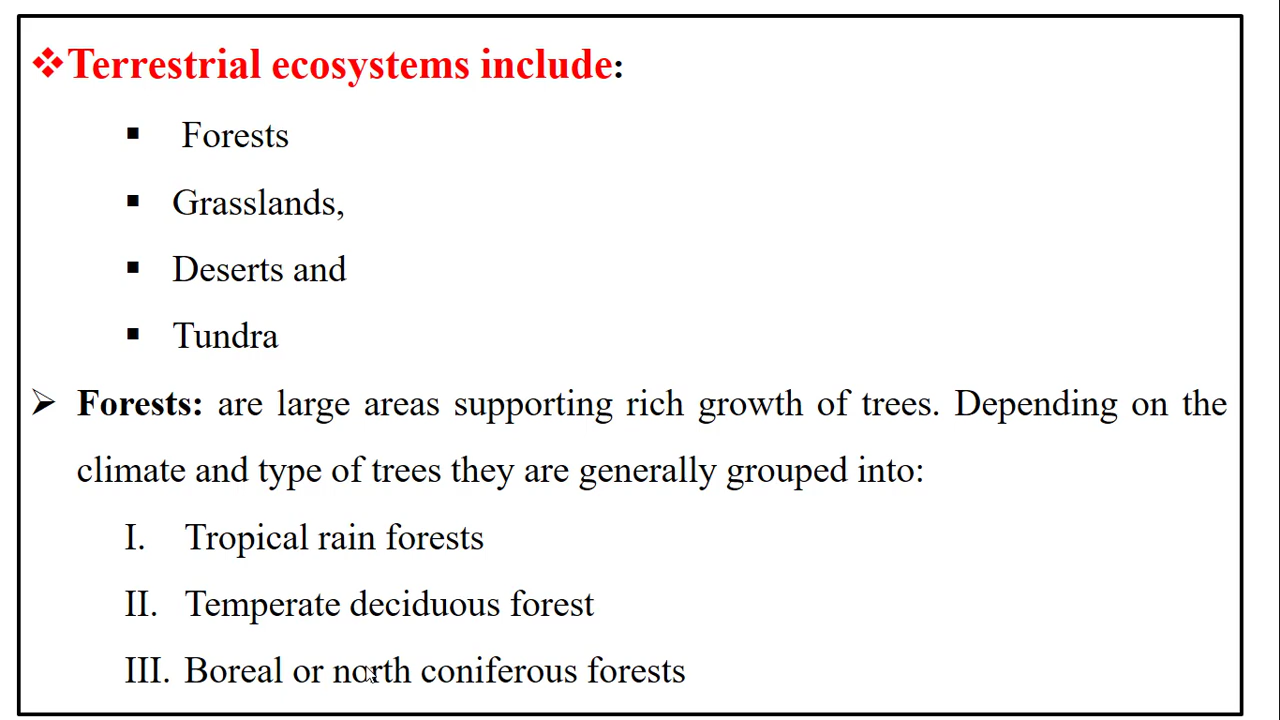 ❖Terrestrial ecosystems include:
▪ Forests
▪ Grasslands,
▪ Deserts and
▪ Tundra
➢ Forests: are large areas supporting rich growth of trees. Depending on the
climate and type of trees they are generally grouped into:
I. Tropical rain forests
II. Temperate deciduous forest
III. Boreal or north coniferous forests